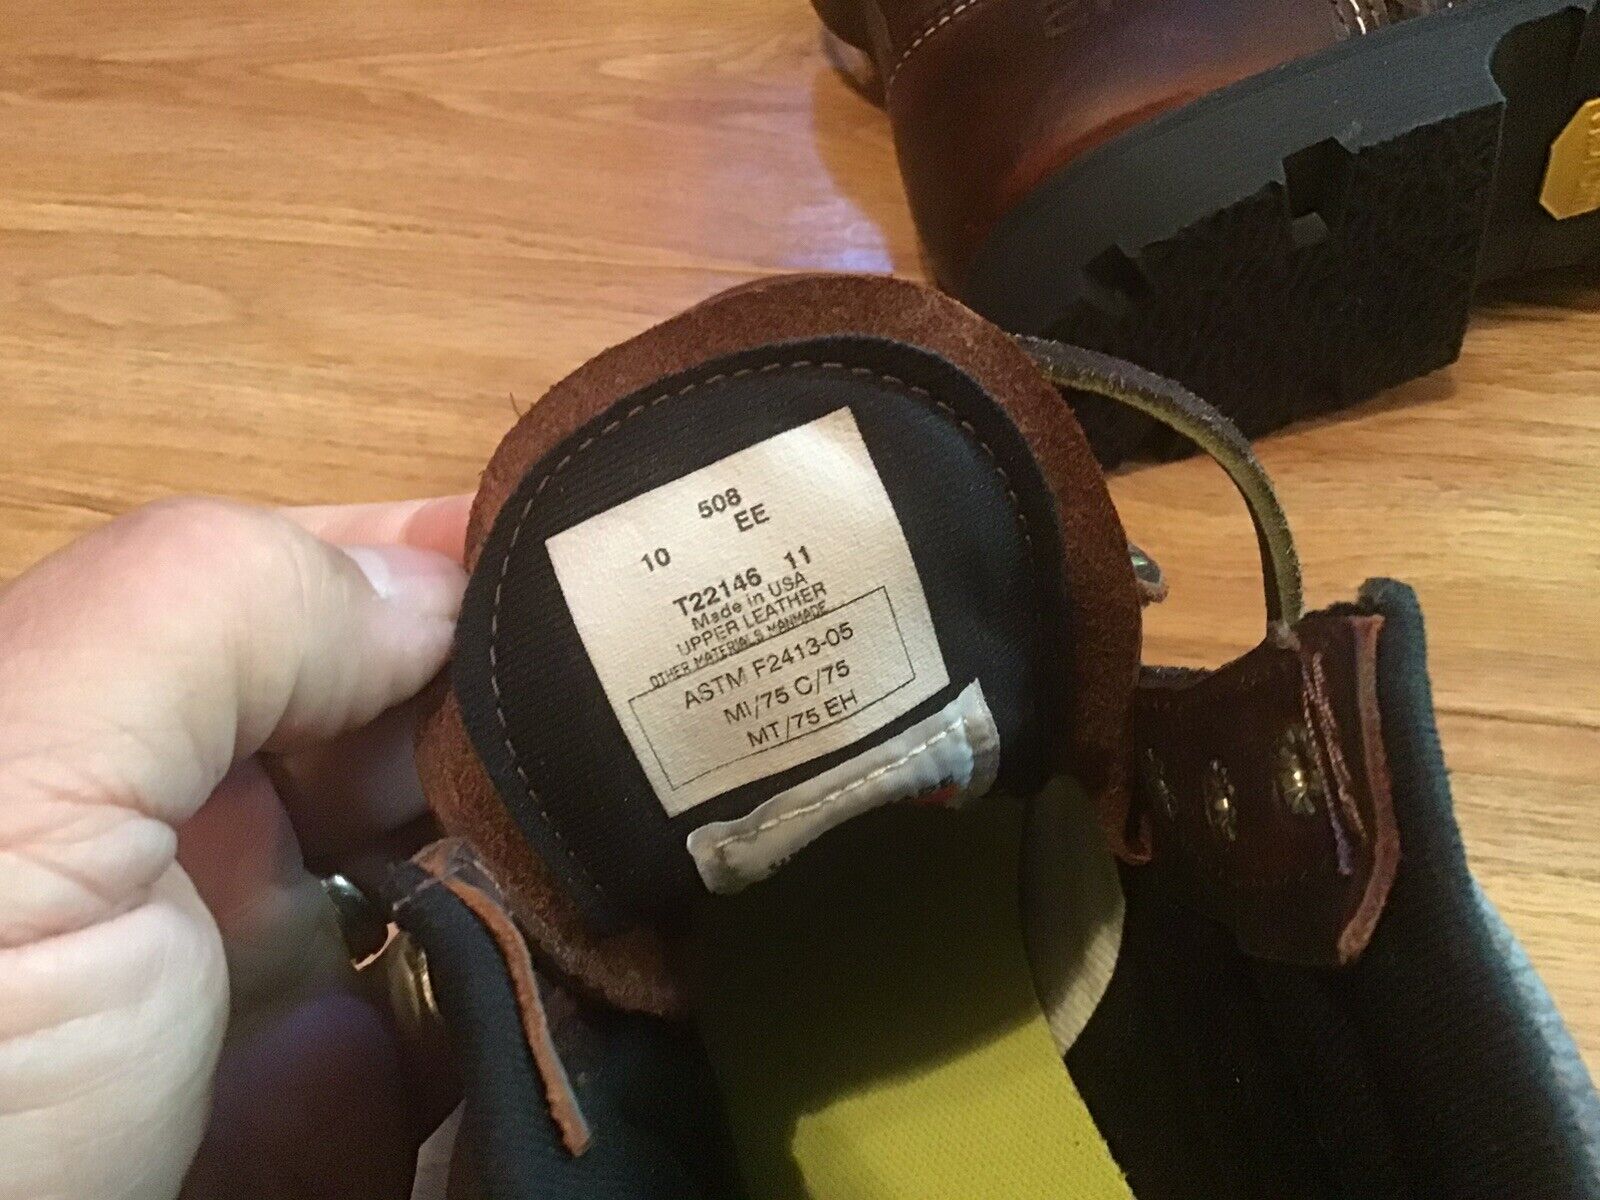 508
EE
10
T22146 11
Made in USA
UPPER LEATHER
OTHER MATERIALS MANMADE
ASTM F2413-05
MI/75 C/75
MT/75 EH